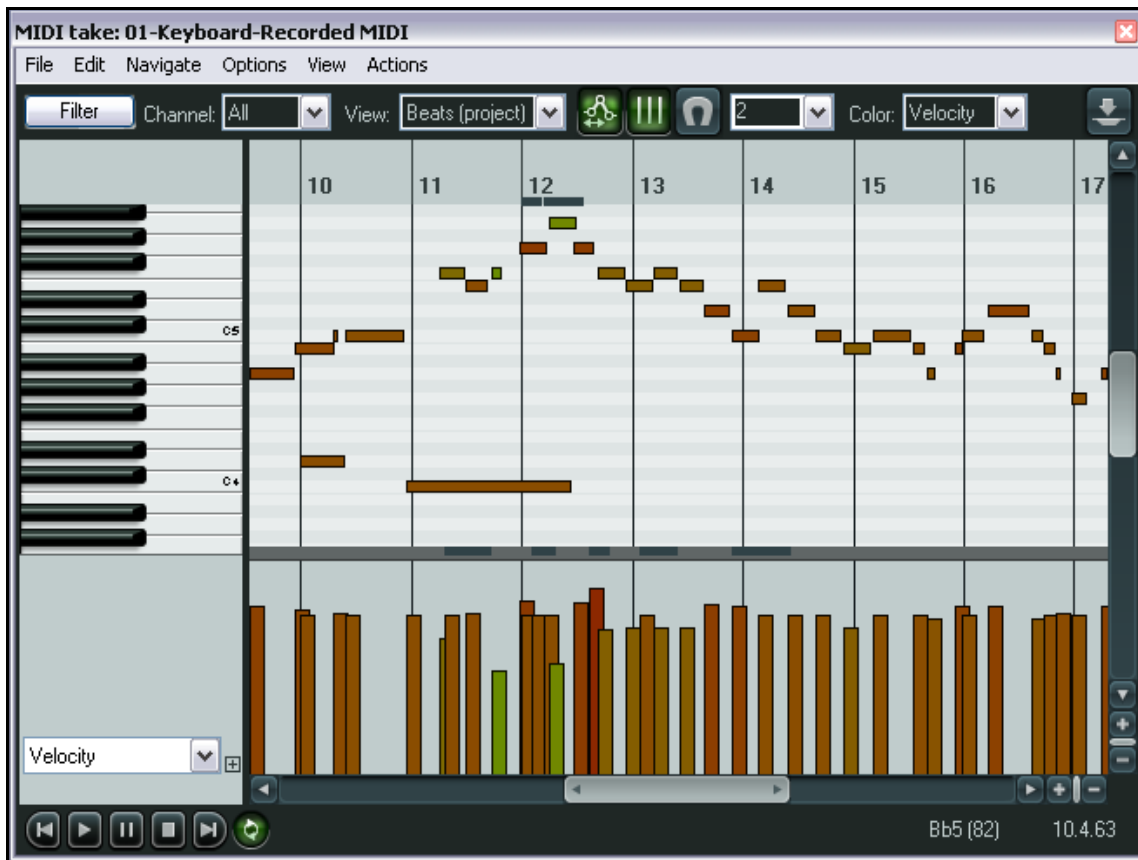 MIDI take: 01-Keyboard-Recorded MIDI
File Edit Navigate Options View Actions
Filter Channel: All View: Beats (project) 2 Color: Velocity
10 11 12 13 14 15 16 17
C5
C4
Velocity
Bb5 (82) 10.4.63